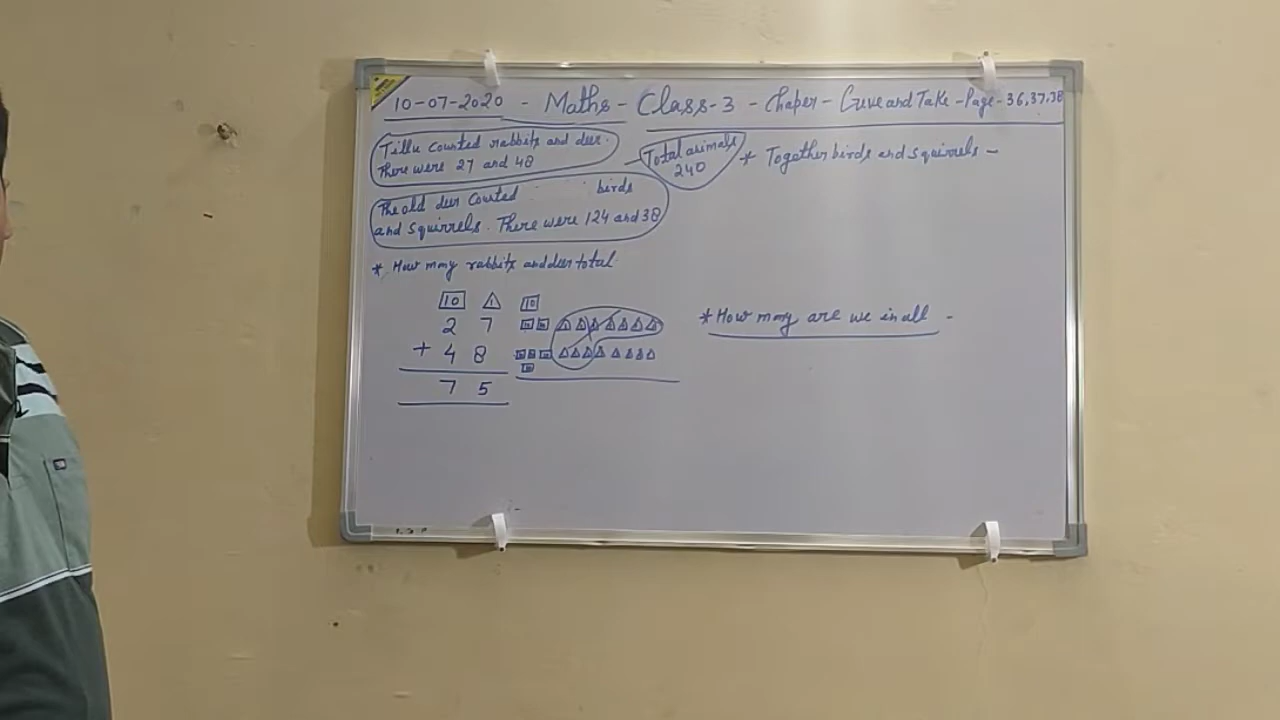 10-07-2020 - Maths - Class-3 - Chaper - Guve and Take - Page - 36,37,38
Tillu Counted rabbits and deer.
There were 27 and 48
Total animals
240
The old deer Counted birds
and Squirrels. There were 124 and 38
* How many rabbits and deer total
10 1 10
2 7
+ 4 8
7 5
* Together birds and squirrels -
* How many are we in all -